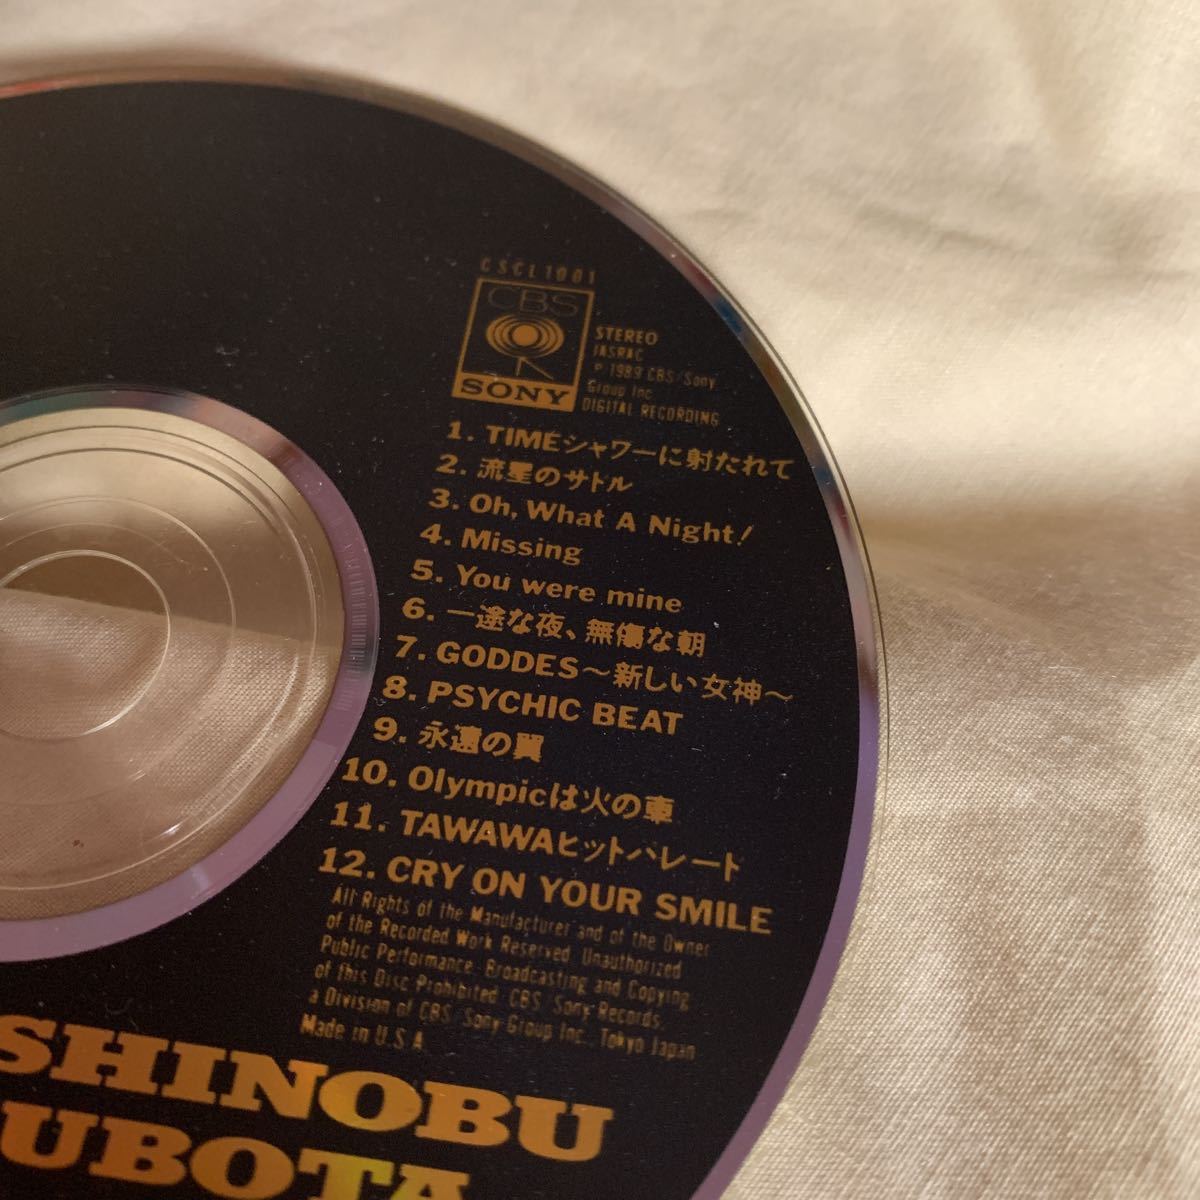 CSCL1001
CBS
SONY
STEREO
JASRAC
℗ 1989 CBS/Sony
Group Inc.
DIGITAL RECORDING
1. TIMEシャワーに射たれて
2. 流星のサドル
3. Oh, What A Night!
4. Missing
5. You were mine
6. 一途な夜、無傷な朝
7. GODDES〜新しい女神〜
8. PSYCHIC BEAT
9. 永遠の翼
10. Olympicは火の車
11. TAWAWAヒットパレード
12. CRY ON YOUR SMILE
All Rights of the Manufacturer and of the Owner
of the Recorded Work Reserved. Unauthorized
Public Performance. Broadcasting and Copying
of this Disc Prohibited. CBS/Sony Records.
a Division of CBS/Sony Group Inc., Tokyo Japan
Made in U.S.A.
SHINOBU
UBOTA